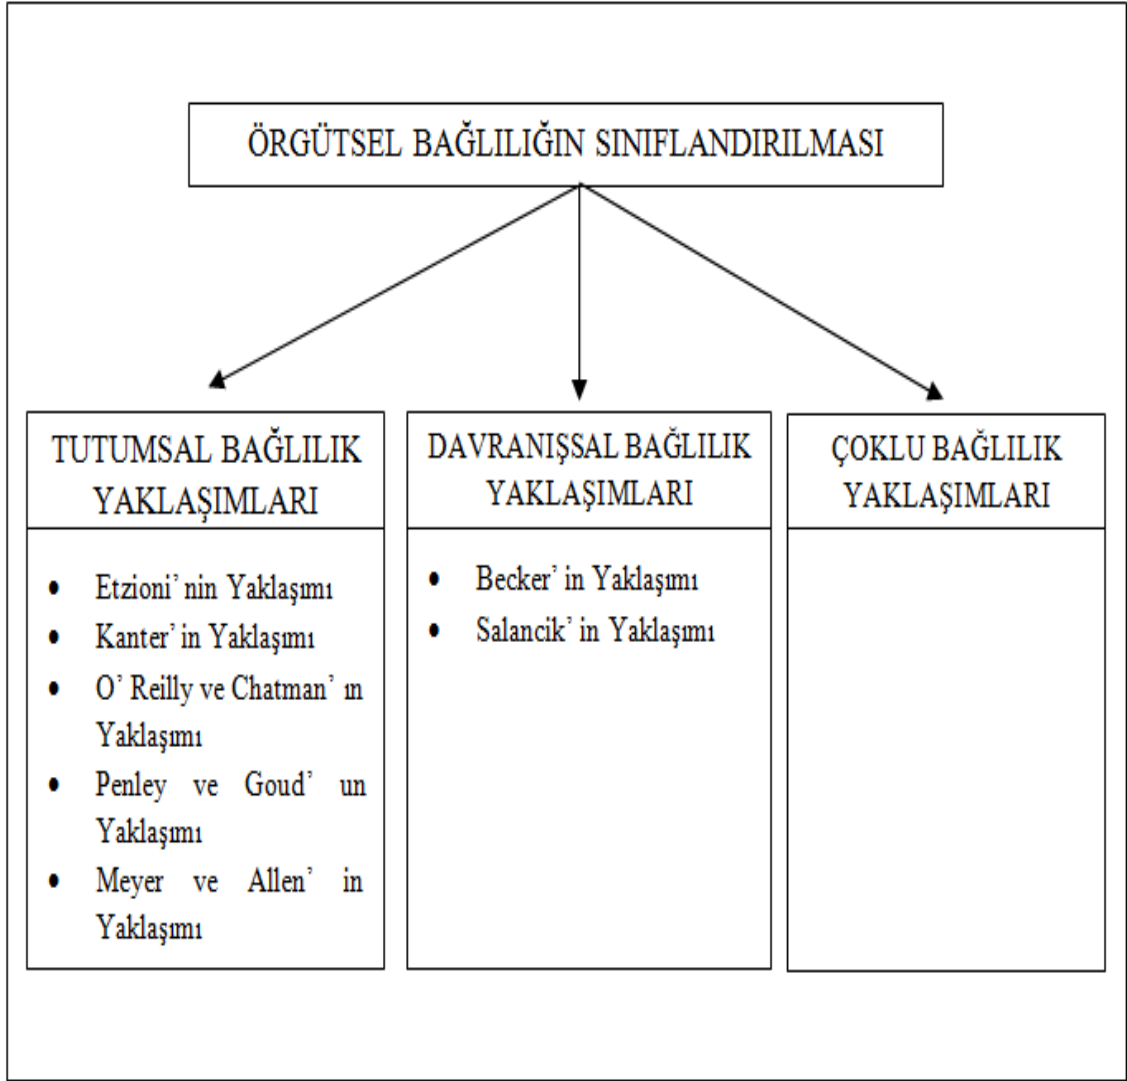 ÖRGÜTSEL BAĞLILIĞIN SINIFLANDIRILMASI
TUTUMSAL BAĞLILIK
YAKLAŞIMLARI
• Etzioni’ nin Yaklaşımı
• Kanter’ in Yaklaşımı
• O’ Reilly ve Chatman’ ın
Yaklaşımı
• Penley ve Goud’ un
Yaklaşımı
• Meyer ve Allen’ in
Yaklaşımı
DAVRANIŞSAL BAĞLILIK
YAKLAŞIMLARI
• Becker’ in Yaklaşımı
• Salancik’ in Yaklaşımı
ÇOKLU BAĞLILIK
YAKLAŞIMLARI